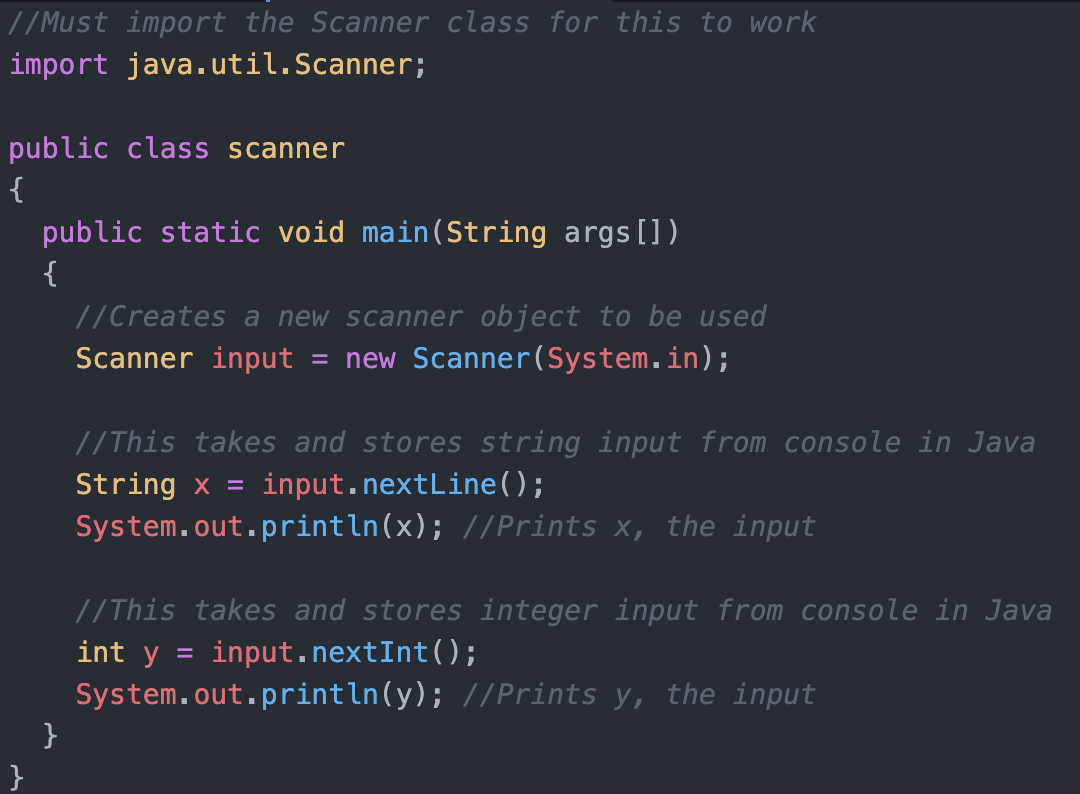 //Must import the Scanner class for this to work
import java.util.Scanner;
public class scanner
{
public static void main(String args[])
{
//Creates a new scanner object to be used
Scanner input = new Scanner(System.in);
//This takes and stores string input from console in Java
String x = input.nextLine();
System.out.println(x); //Prints x, the input
//This takes and stores integer input from console in Java
int y = input.nextInt();
System.out.println(y); //Prints y, the input
}
}